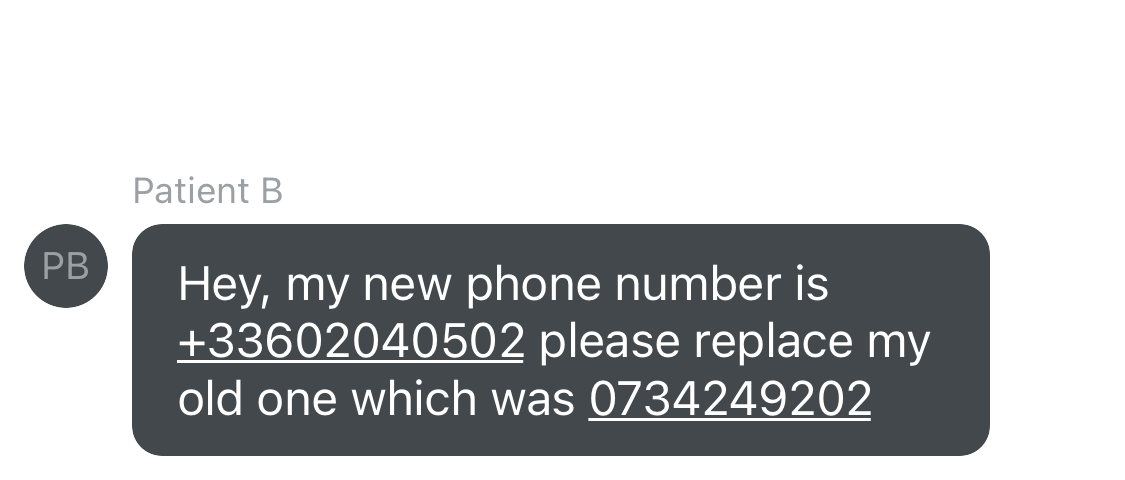 Patient B
PB
Hey, my new phone number is
+33602040502 please replace my
old one which was 0734249202